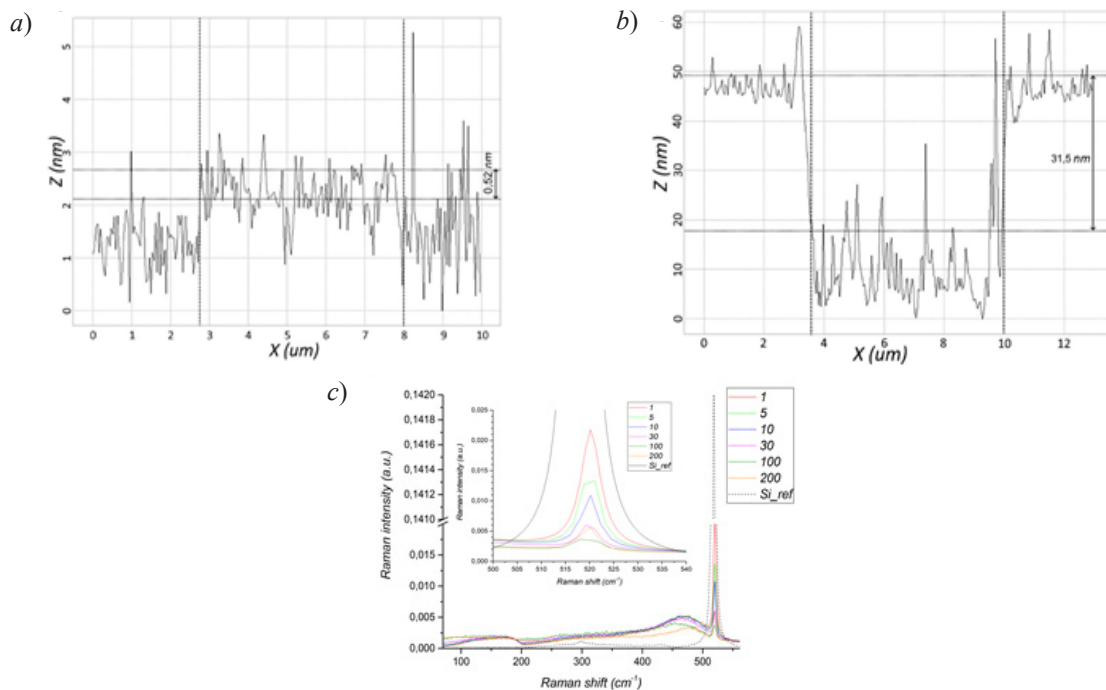 a)
Z (nm)
5
4
3
2
1
0
0 1 2 3 4 5 6 7 8 9 10
X (um)
0,52 nm
b)
Z (nm)
60
50
40
30
20
10
0
0 2 4 6 8 10 12
X (um)
31,5 nm
c)
Raman intensity (a.u.)
0,1420
0,1418
0,1416
0,1414
0,1412
0,1410
0,015
0,010
0,005
0,000
100 200 300 400 500
Raman shift (cm-1)
1
5
10
30
100
200
Si_ref
Raman intensity (a.u.)
0,025
0,020
0,015
0,010
0,005
0,000
500 505 510 515 520 525 530 535 540
Raman shift (cm-1)
1
5
10
30
100
200
Si_ref